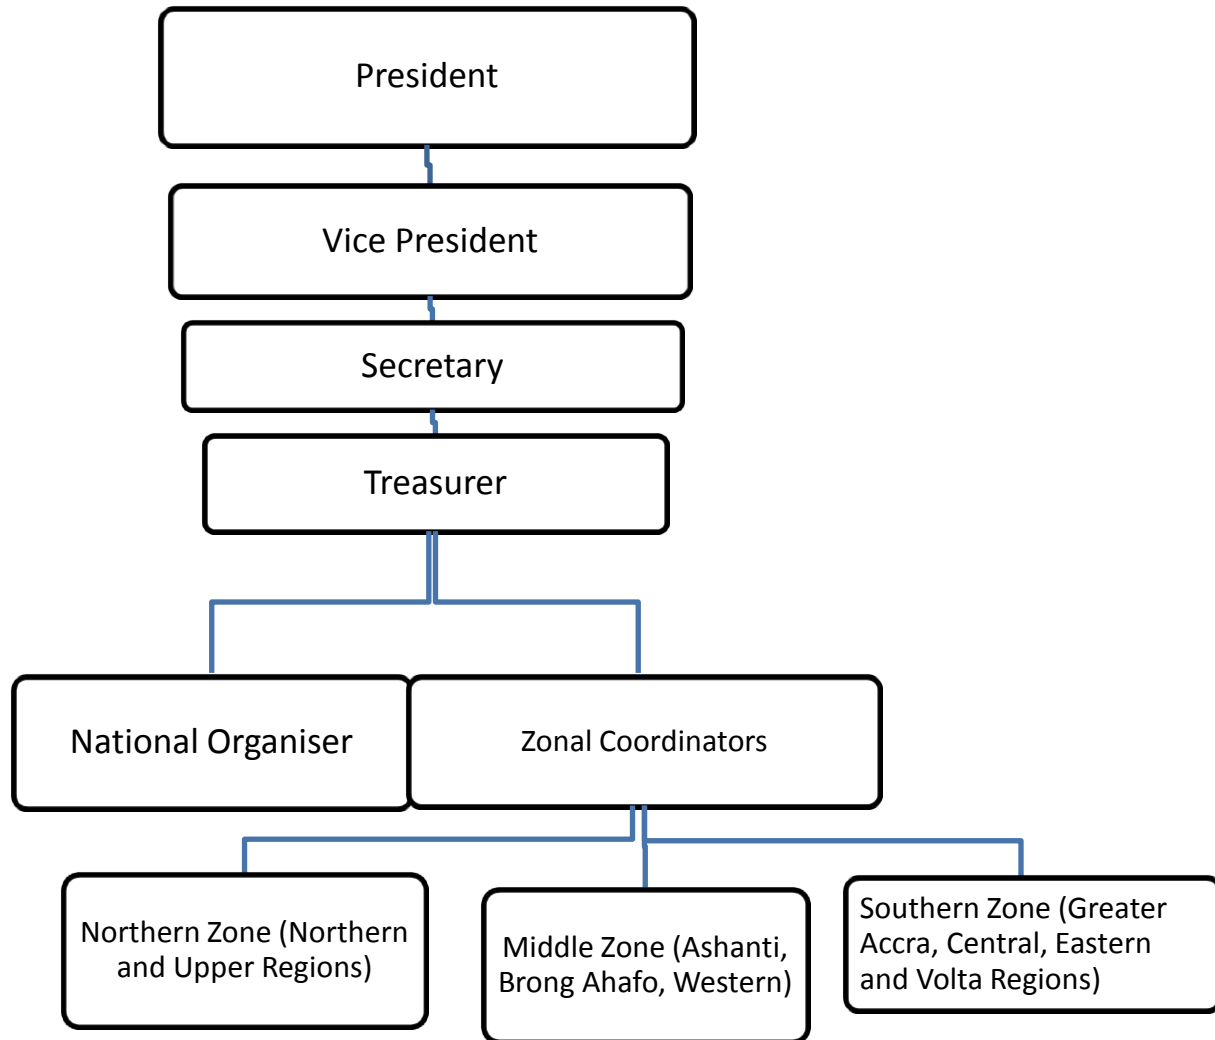 President
Vice President
Secretary
Treasurer
National Organiser
Zonal Coordinators
Northern Zone (Northern
and Upper Regions)
Middle Zone (Ashanti,
Brong Ahafo, Western)
Southern Zone (Greater
Accra, Central, Eastern
and Volta Regions)